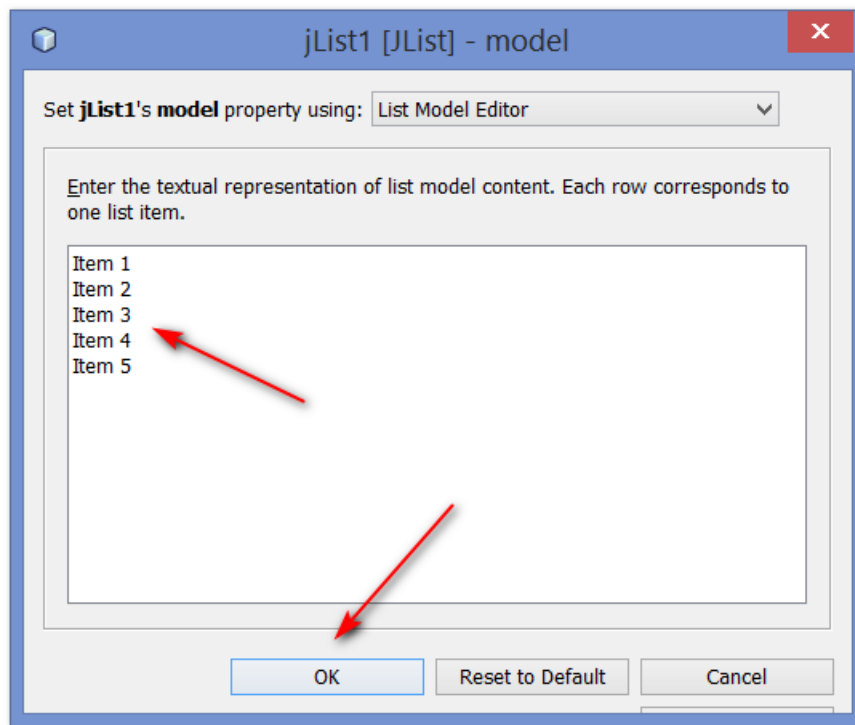 jList1 [JList] - model
Set jList1's model property using: List Model Editor
Enter the textual representation of list model content. Each row corresponds to
one list item.
Item 1
Item 2
Item 3
Item 4
Item 5
OK Reset to Default Cancel